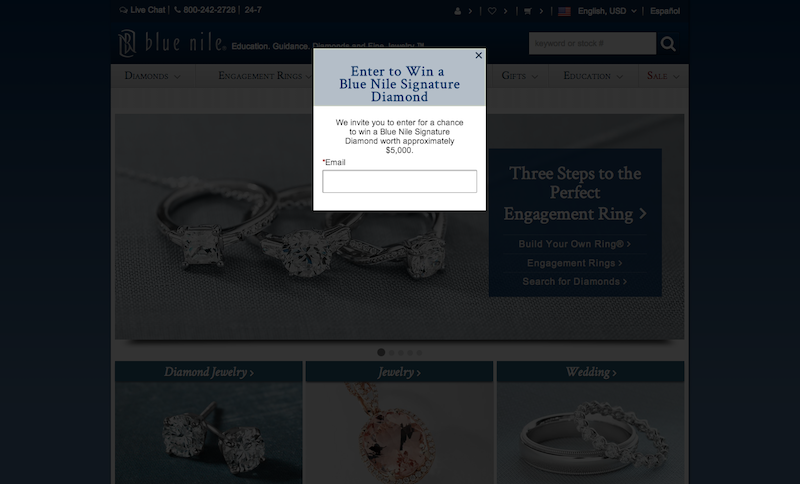 Live Chat | 800-242-2728 | 24-7
English, USD | Español
BN blue nile® Education, Guidance, Diamonds and Fine Jewelry™
keyword or stock #
Diamonds
Engagement Rings
Gifts
Education
Sale
Enter to Win a
Blue Nile Signature
Diamond
We invite you to enter for a chance
to win a Blue Nile Signature
Diamond worth approximately
$5,000.
*Email
Three Steps to the
Perfect
Engagement Ring >
Build Your Own Ring® >
Engagement Rings >
Search for Diamonds >
Diamond Jewelry >
Jewelry >
Wedding >